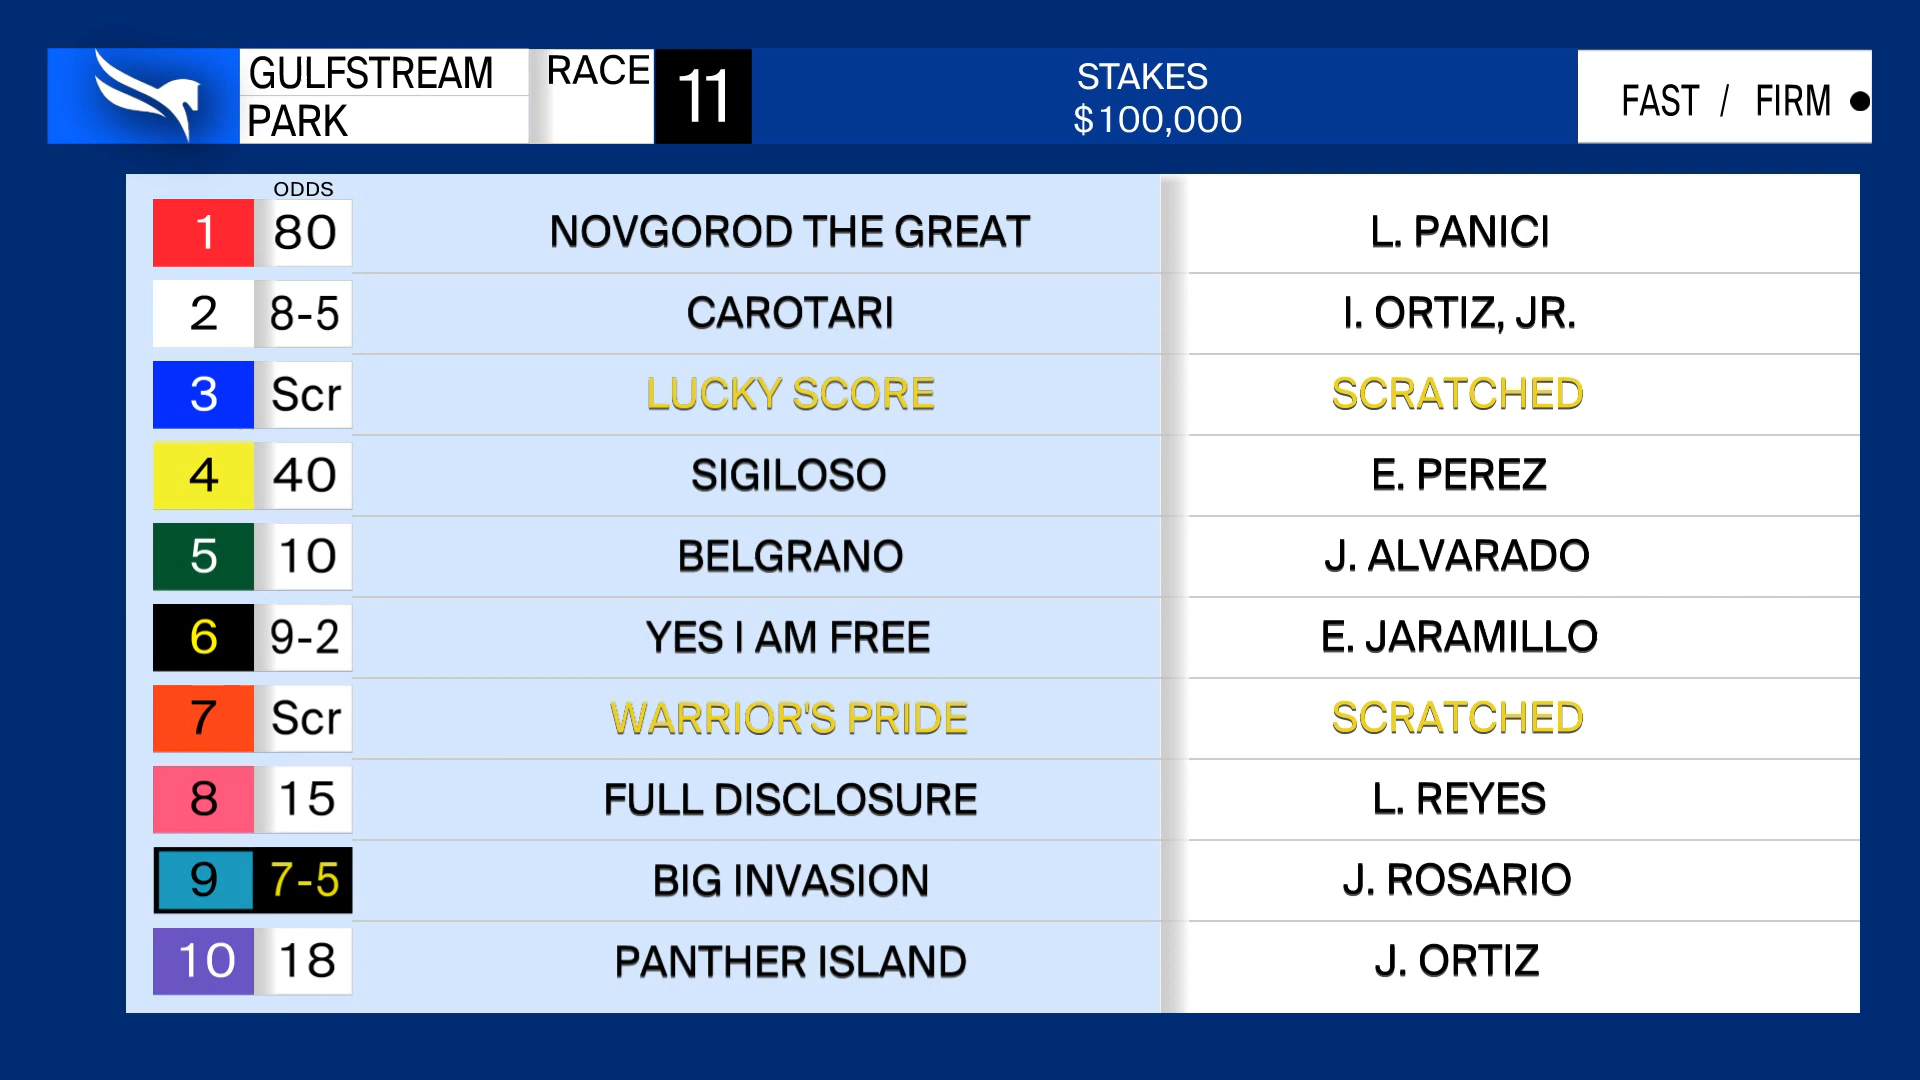 GULFSTREAM PARK
RACE 11
STAKES
$100,000
FAST / FIRM
ODDS
1 80 NOVGOROD THE GREAT L. PANICI
2 8-5 CAROTARI I. ORTIZ, JR.
3 Scr LUCKY SCORE SCRATCHED
4 40 SIGILOSO E. PEREZ
5 10 BELGRANO J. ALVARADO
6 9-2 YES I AM FREE E. JARAMILLO
7 Scr WARRIOR'S PRIDE SCRATCHED
8 15 FULL DISCLOSURE L. REYES
9 7-5 BIG INVASION J. ROSARIO
10 18 PANTHER ISLAND J. ORTIZ